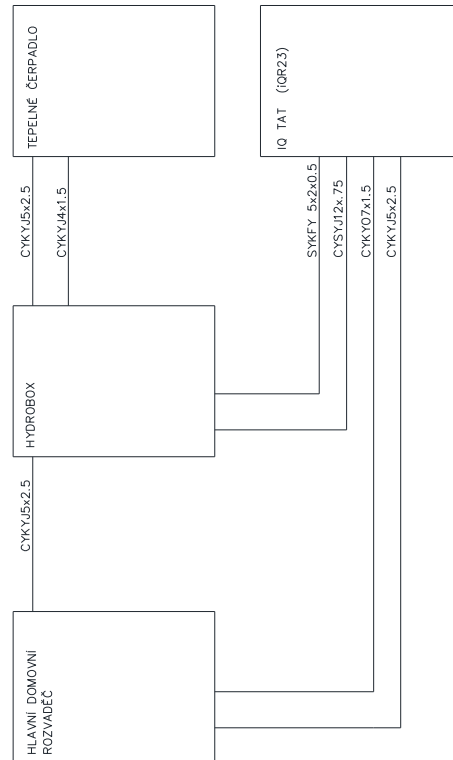 TEPELNÉ ČERPADLO
IQ TAT (iQR23)
CYKYJ5x2.5
CYKYJ4x1.5
SYKFY 5x2x0.5
CYSYJ12x.75
CYKYO7x1.5
CYKYJ5x2.5
HYDROBOX
CYKYJ5x2.5
HLAVNÍ DOMOVNÍ
ROZVADĚČ